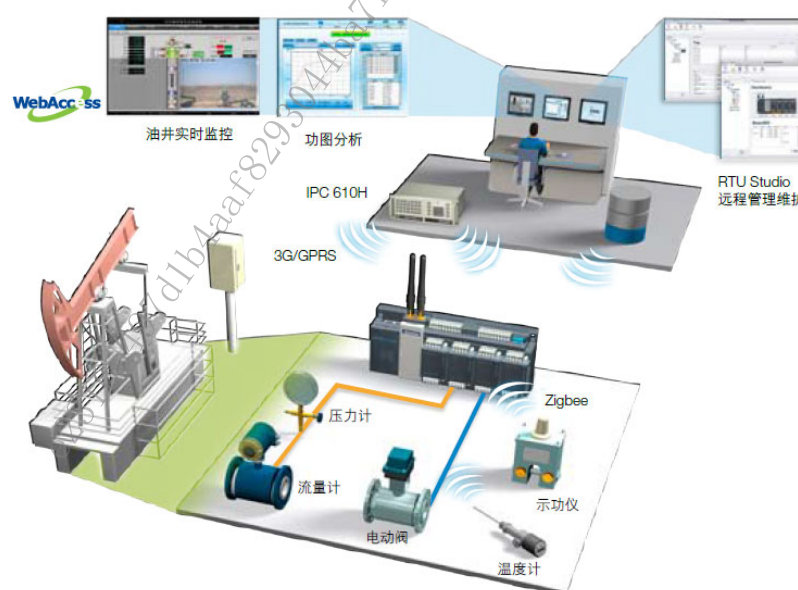 WebAccess
油井实时监控
功图分析
RTU Studio
远程管理维护
IPC 610H
3G/GPRS
Zigbee
压力计
流量计
示功仪
电动阀
温度计